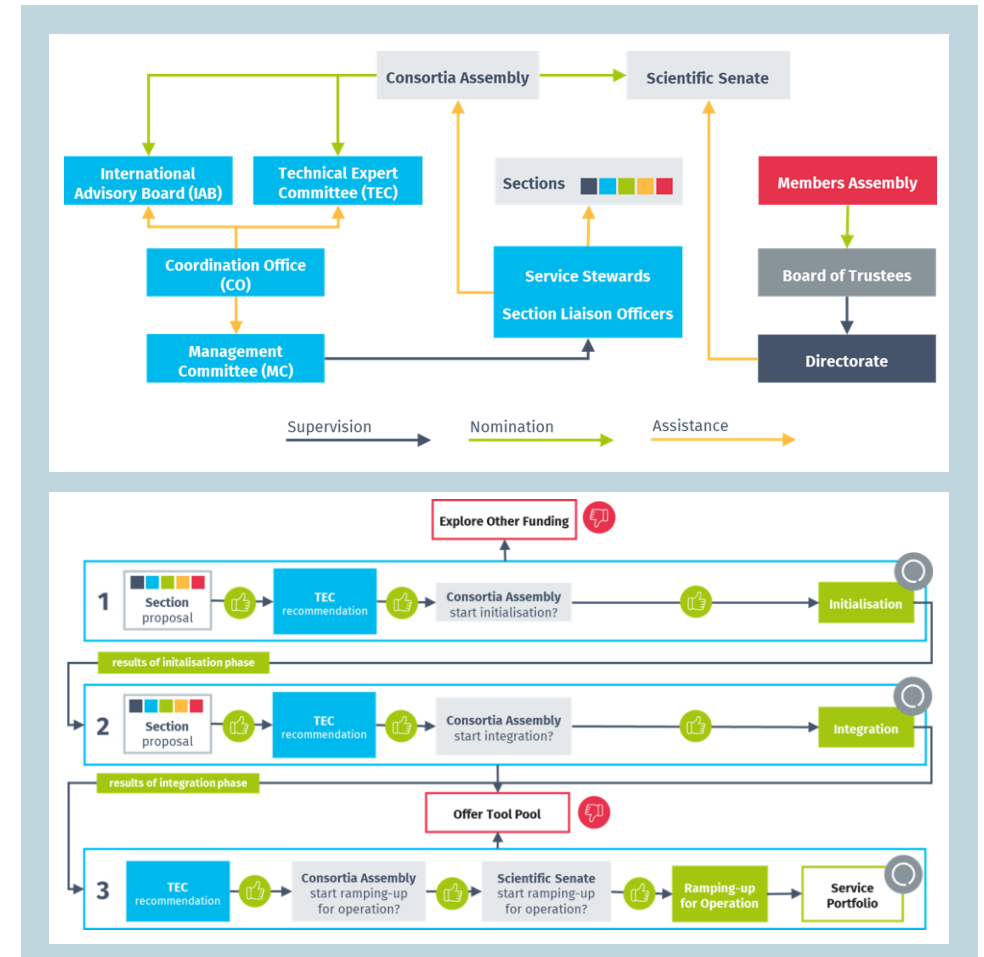 Consortia Assembly
Scientific Senate
International
Advisory Board (IAB)
Technical Expert
Committee (TEC)
Sections
Members Assembly
Coordination Office
(CO)
Service Stewards
Section Liaison Officers
Board of Trustees
Management
Committee (MC)
Directorate
Supervision
Nomination
Assistance
Explore Other Funding
1
Section
proposal
TEC
recommendation
Consortia Assembly
start initialisation?
Initialisation
results of initalisation phase
2
Section
proposal
TEC
recommendation
Consortia Assembly
start integration?
Integration
results of integration phase
Offer Tool Pool
3
TEC
recommendation
Consortia Assembly
start ramping-up
for operation?
Scientific Senate
start ramping-up
for operation?
Ramping-up
for Operation
Service
Portfolio